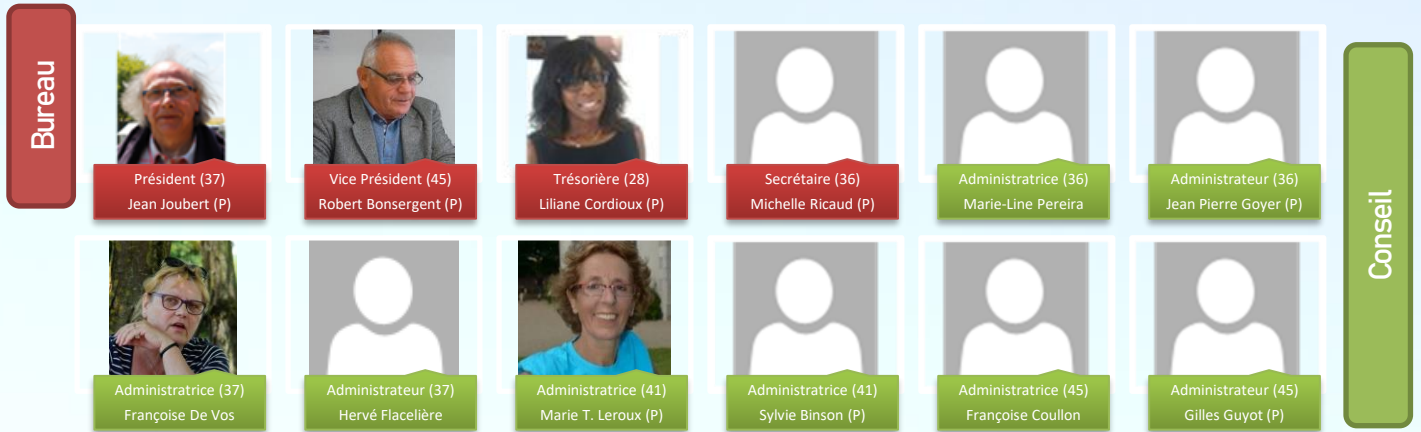 Bureau
Président (37)
Jean Joubert (P)
Vice Président (45)
Robert Bonsergent (P)
Trésorière (28)
Liliane Cordioux (P)
Secrétaire (36)
Michelle Ricaud (P)
Administratrice (36)
Marie-Line Pereira
Administrateur (36)
Jean Pierre Goyer (P)
Conseil
Administratrice (37)
Françoise De Vos
Administrateur (37)
Hervé Flacelière
Administratrice (41)
Marie T. Leroux (P)
Administratrice (41)
Sylvie Binson (P)
Administratrice (45)
Françoise Coullon
Administrateur (45)
Gilles Guyot (P)